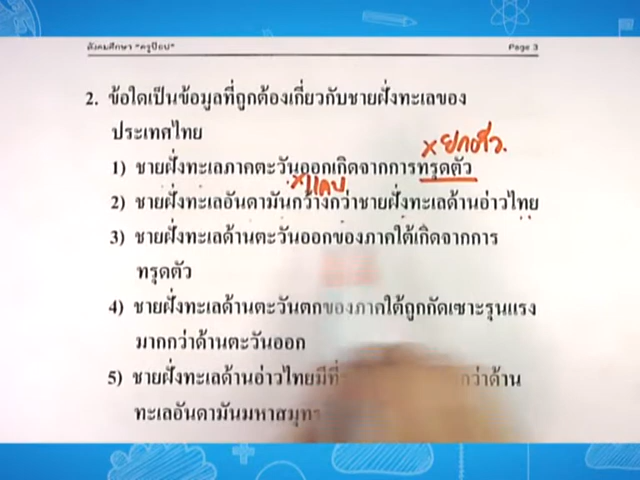 สังคมศึกษา "ครูป๊อป"
Page 3
2. ข้อใดเป็นข้อมูลที่ถูกต้องเกี่ยวกับชายฝั่งทะเลของ
ประเทศไทย
× ยกตัว.
1) ชายฝั่งทะเลภาคตะวันออกเกิดจากการทรุดตัว
× แคบ
2) ชายฝั่งทะเลอันดามันกว้างกว่าชายฝั่งทะเลด้านอ่าวไทย
3) ชายฝั่งทะเลด้านตะวันออกของภาคใต้เกิดจากการ
ทรุดตัว
4) ชายฝั่งทะเลด้านตะวันตกของภาคใต้ถูกกัดเซาะรุนแรง
มากกว่าด้านตะวันออก
5) ชายฝั่งทะเลด้านอ่าวไทยมี กว่าด้าน
ทะเลอันดามัน